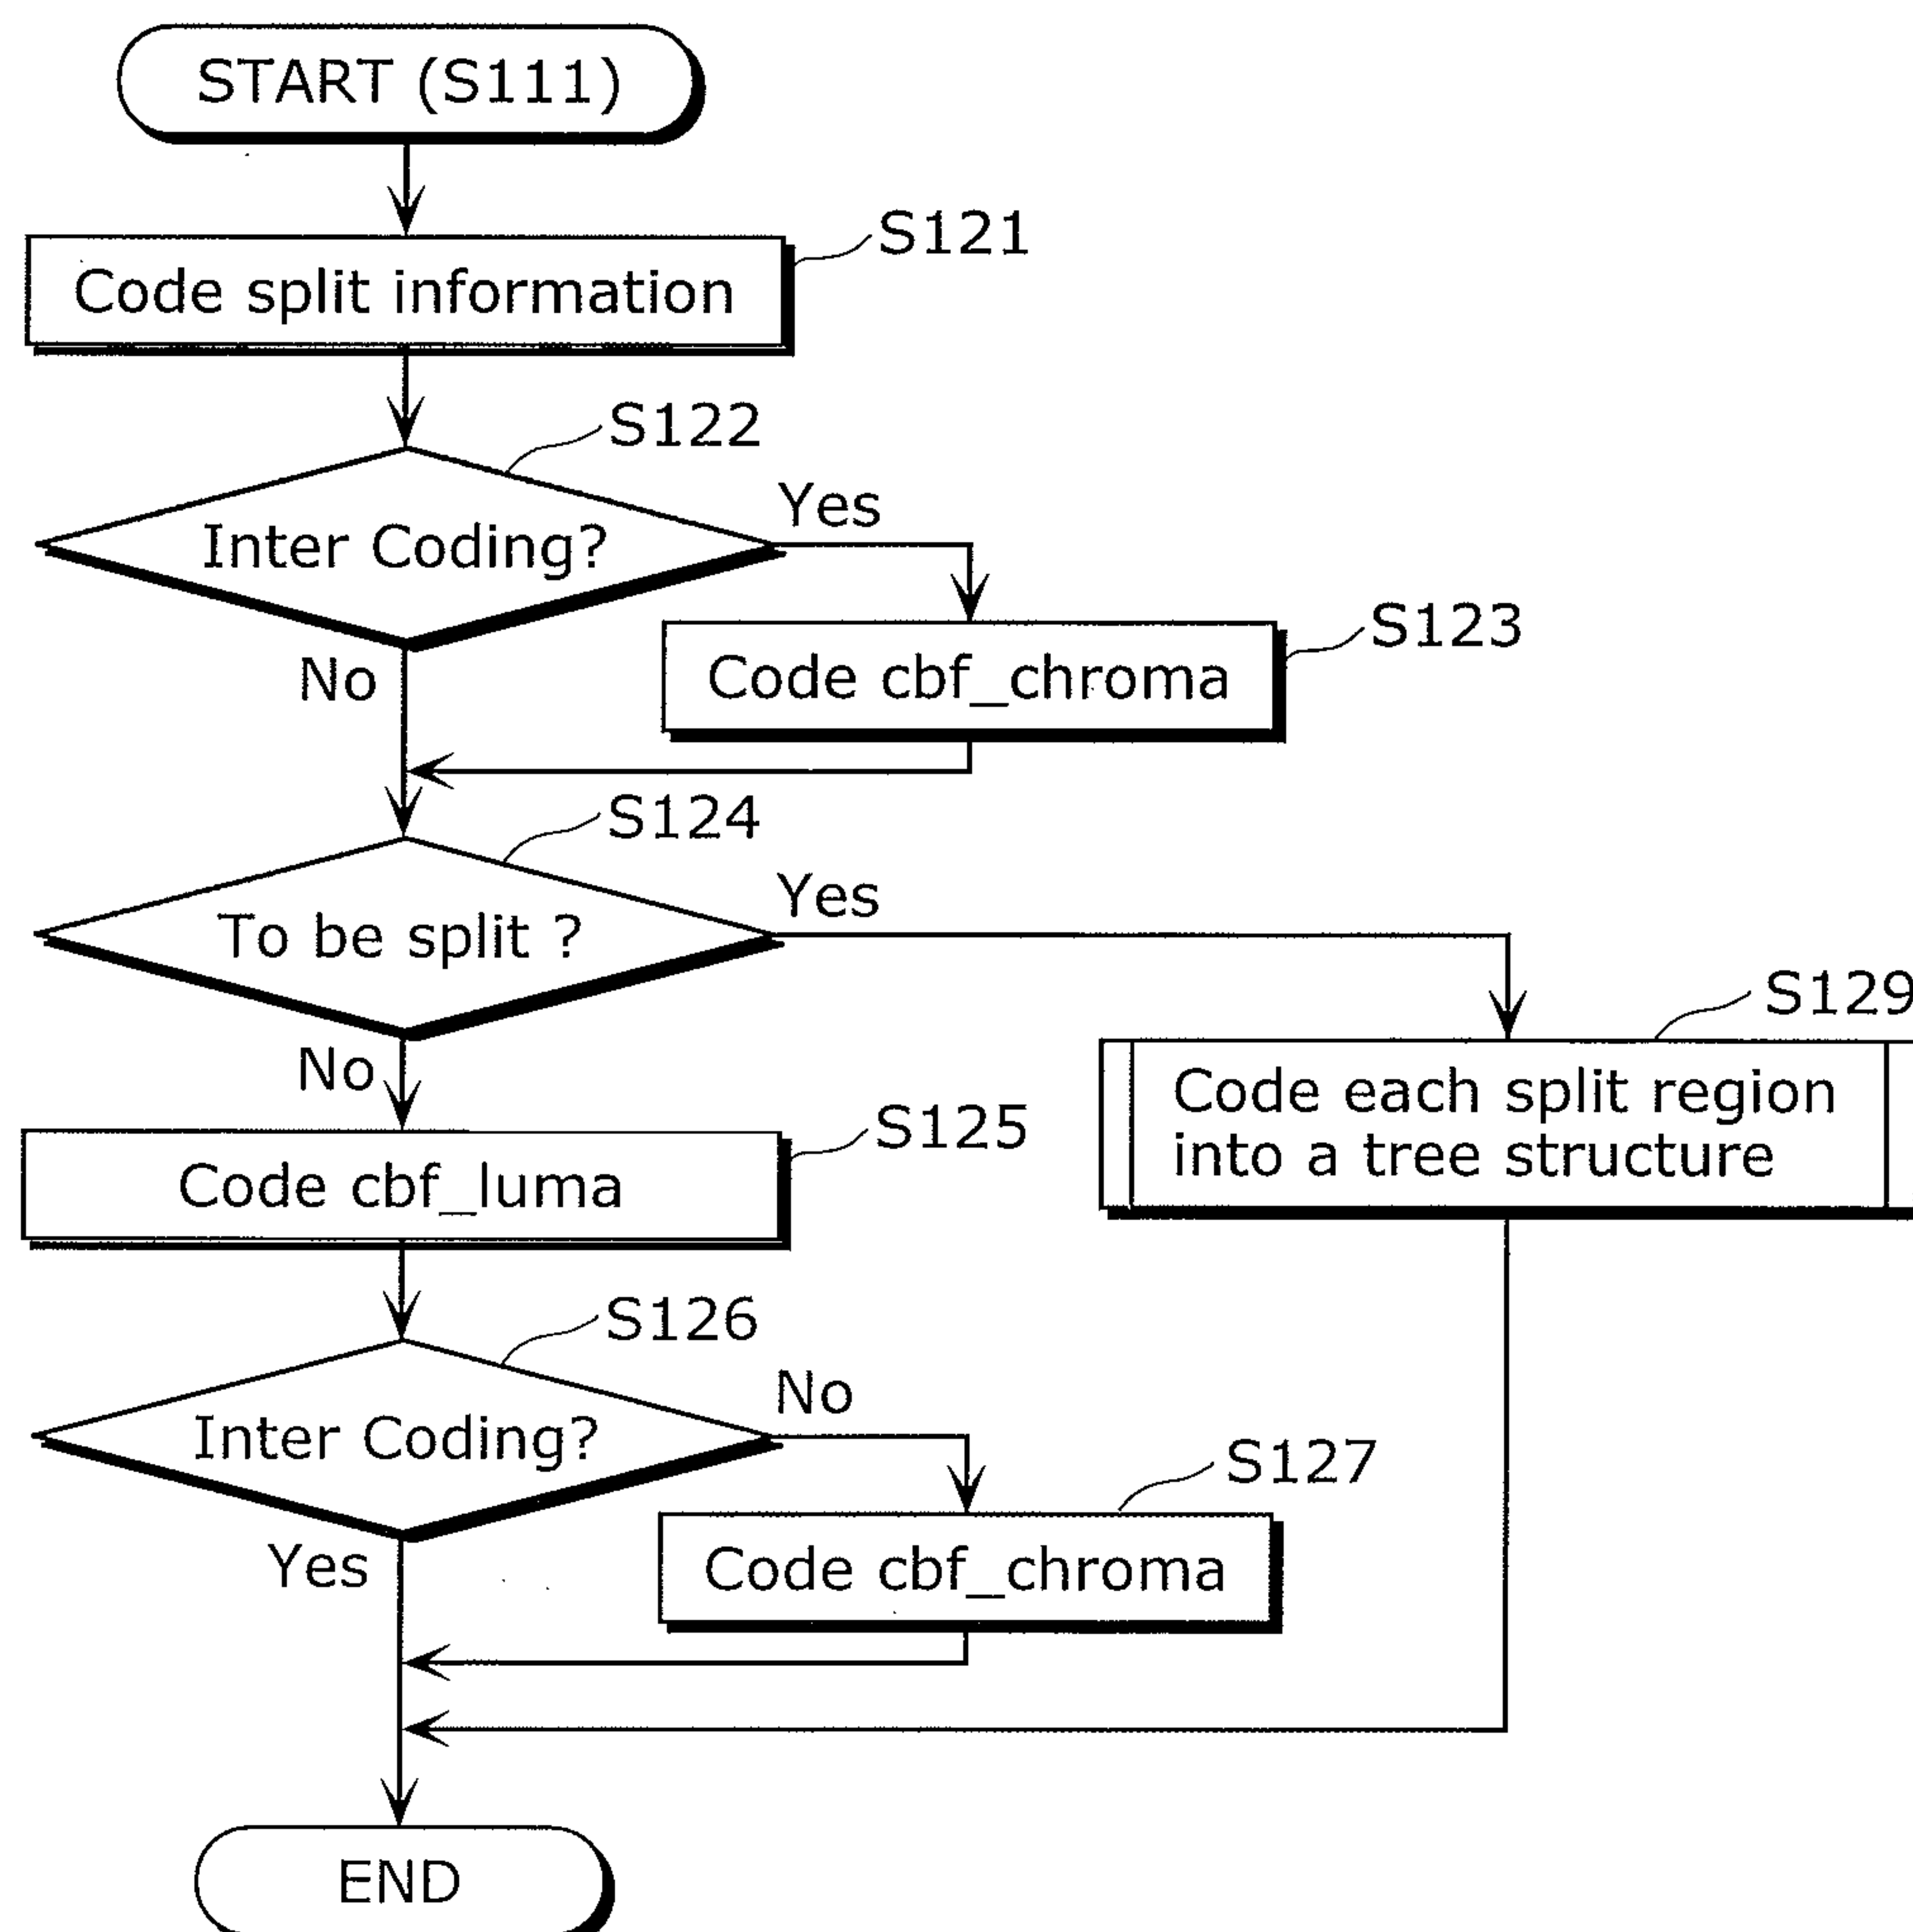 START (S111)
S121
Code split information
S122
Yes
Inter Coding?
S123
No
Code cbf_chroma
S124
Yes
To be split ?
S129
No
Code each split region
into a tree structure
S125
Code cbf_luma
S126
No
Inter Coding?
S127
Yes
Code cbf_chroma
END